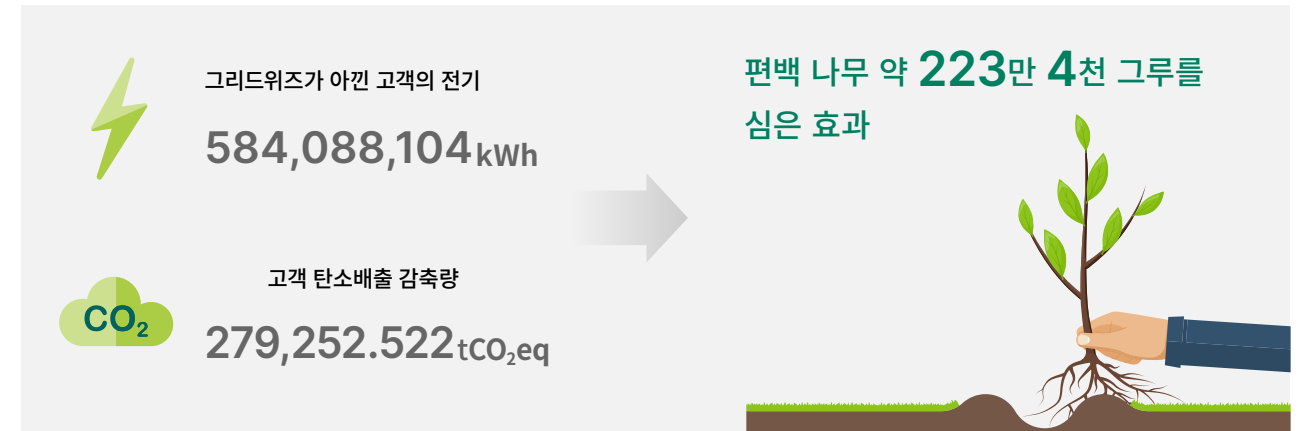 그리드위즈가 아낀 고객의 전기
584,088,104kWh
고객 탄소배출 감축량
CO₂
279,252.522tCO₂eq
편백 나무 약 223만 4천 그루를
심은 효과